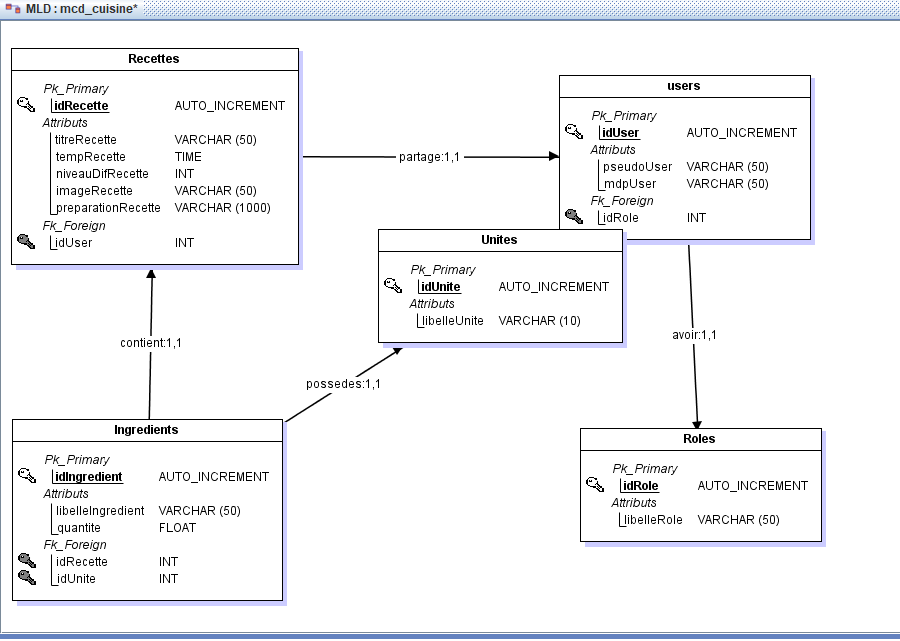 MLD : mcd_cuisine*
Recettes
Pk_Primary
idRecette AUTO_INCREMENT
Attributs
titreRecette VARCHAR (50)
tempRecette TIME
niveauDifRecette INT
imageRecette VARCHAR (50)
preparationRecette VARCHAR (1000)
Fk_Foreign
idUser INT
partage:1,1
users
Pk_Primary
idUser AUTO_INCREMENT
Attributs
pseudoUser VARCHAR (50)
mdpUser VARCHAR (50)
Fk_Foreign
idRole INT
Unites
Pk_Primary
idUnite AUTO_INCREMENT
Attributs
libelleUnite VARCHAR (10)
contient:1,1
possedes:1,1
avoir:1,1
Ingredients
Pk_Primary
idIngredient AUTO_INCREMENT
Attributs
libelleIngredient VARCHAR (50)
quantite FLOAT
Fk_Foreign
idRecette INT
idUnite INT
Roles
Pk_Primary
idRole AUTO_INCREMENT
Attributs
libelleRole VARCHAR (50)